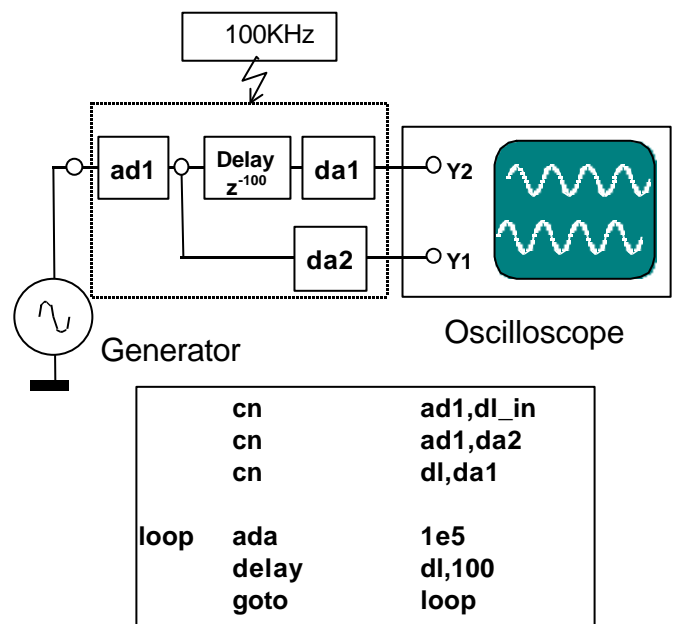 100KHz
ad1
Delay
z-100
da1
Y2
da2
Y1
Generator
Oscilloscope
cn ad1,dl_in
cn ad1,da2
cn dl,da1
loop ada 1e5
delay dl,100
goto loop